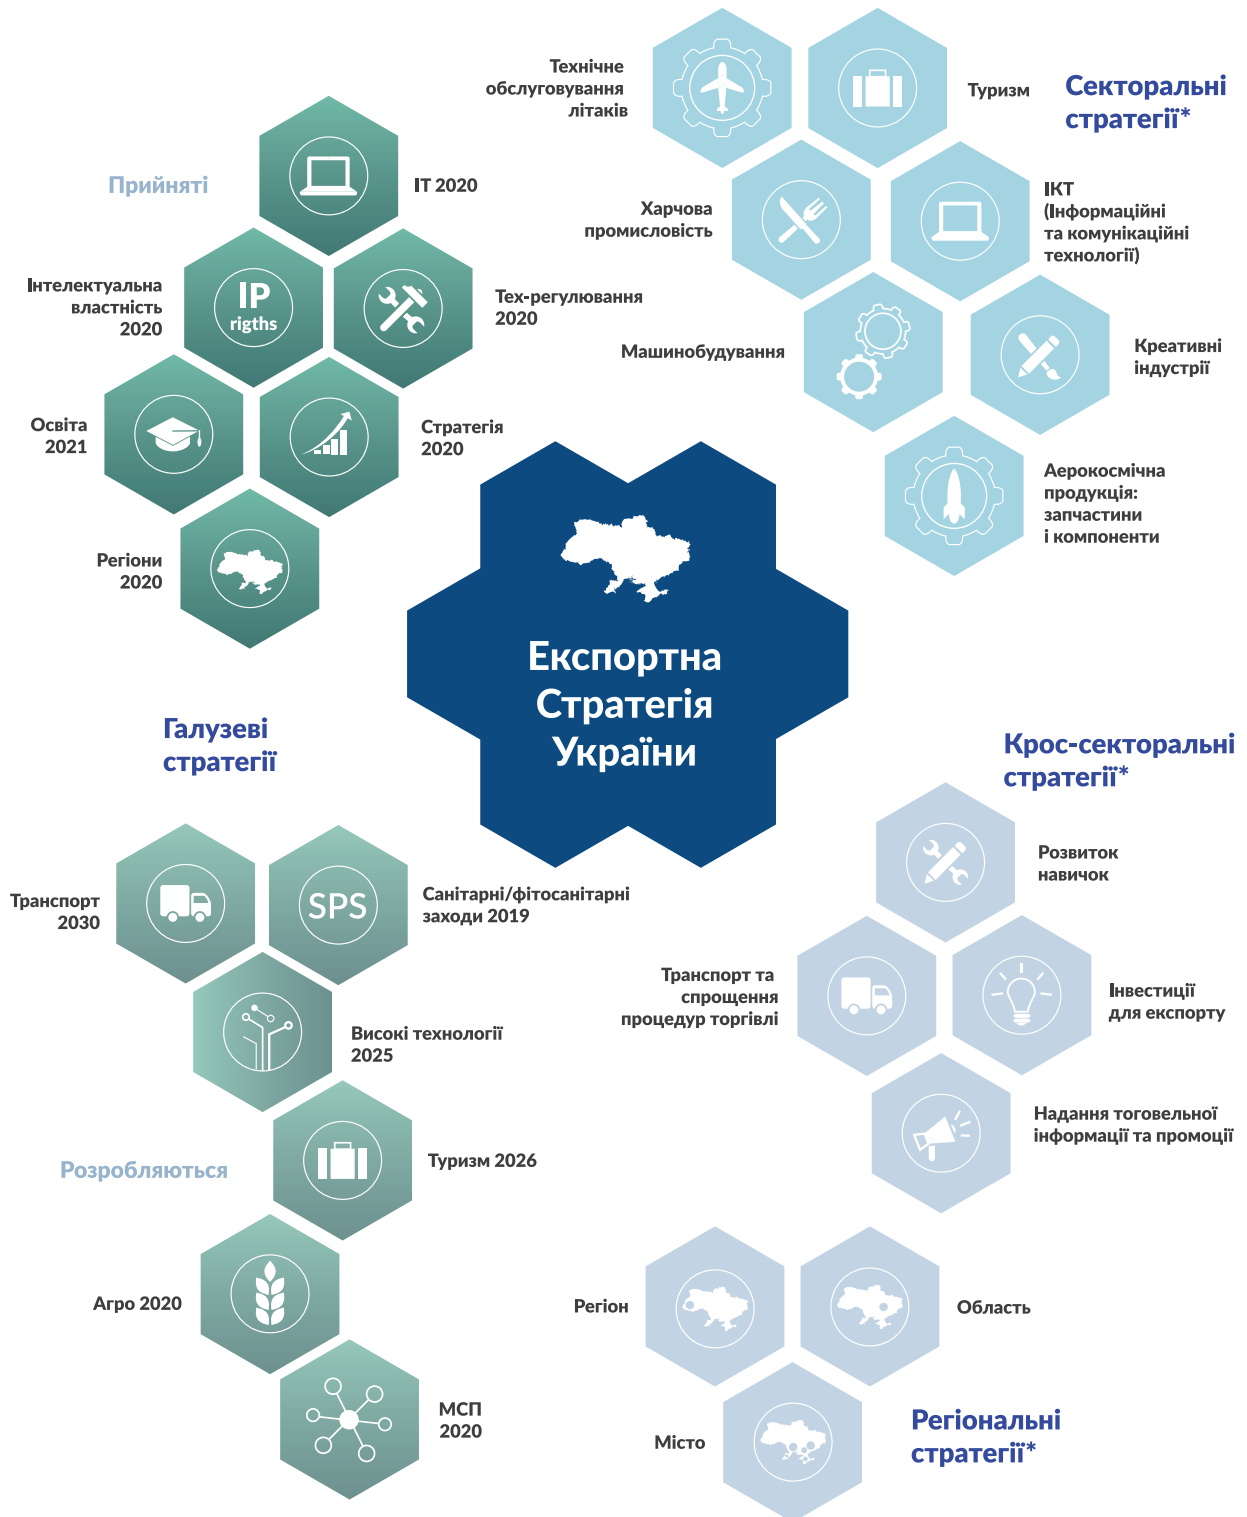 Технічне
обслуговування
літаків
Туризм
Секторальні
стратегії*
Прийняті
ІТ 2020
Харчова
промисловість
ІКТ
(Інформаційні
та комунікаційні
технології)
Інтелектуальна
властність
2020
IP
rigths
Тех-регулювання
2020
Машинобудування
Креативні
індустрії
Освіта
2021
Стратегія
2020
Аерокосмічна
продукція:
запчастини
і компоненти
Регіони
2020
Експортна
Стратегія
України
Галузеві
стратегії
Крос-секторальні
стратегії*
Розвиток
навичок
Транспорт
2030
SPS
Санітарні/фітосанітарні
заходи 2019
Транспорт та
спрощення
процедур торгівлі
Інвестиції
для експорту
Високі технології
2025
Надання тоговельної
інформації та промоції
Розробляються
Туризм 2026
Агро 2020
Регіон
Область
МСП
2020
Місто
Регіональні
стратегії*